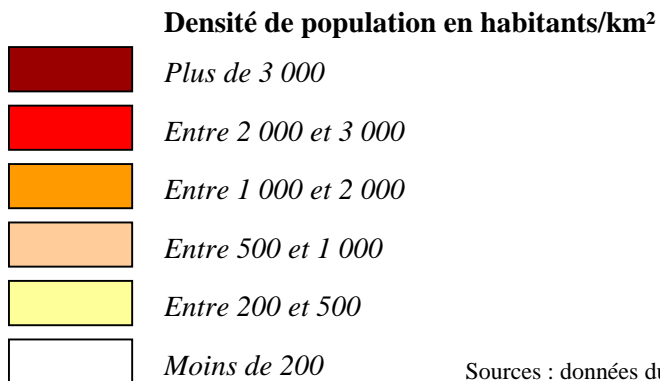 Densité de population en habitants/km²
Plus de 3 000
Entre 2 000 et 3 000
Entre 1 000 et 2 000
Entre 500 et 1 000
Entre 200 et 500
Moins de 200
Sources : données du